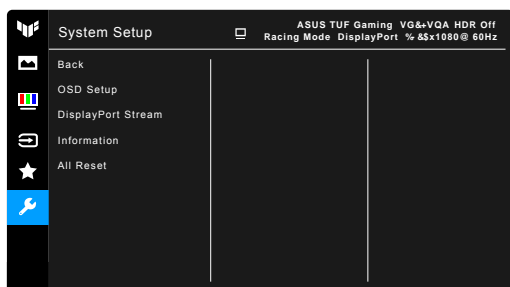 System Setup
ASUS TUF Gaming VG&+VQA HDR Off
Racing Mode DisplayPort % &$x1080@ 60Hz
Back
OSD Setup
DisplayPort Stream
Information
All Reset